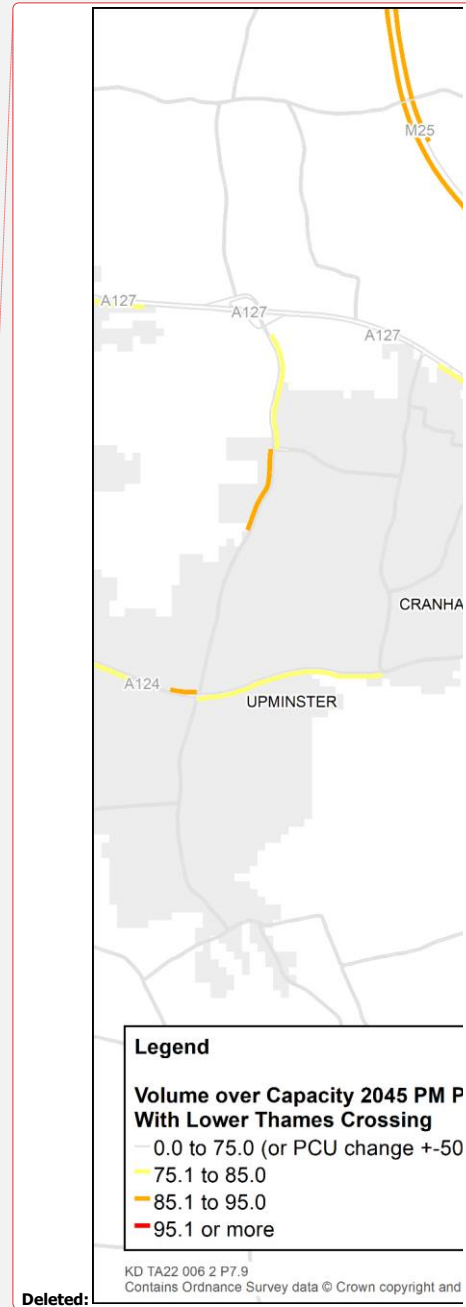 M25
A127
A127
A127
CRANHA
A124
UPMINSTER
Legend
Volume over Capacity 2045 PM P
With Lower Thames Crossing
0.0 to 75.0 (or PCU change +-50
75.1 to 85.0
85.1 to 95.0
95.1 or more
KD TA22 006 2 P7.9
Contains Ordnance Survey data © Crown copyright and
Deleted: